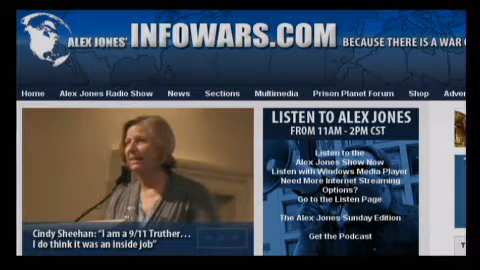 ALEX JONES' INFOWARS.COM BECAUSE THERE IS A WAR
Home Alex Jones Radio Show News Sections Multimedia Prison Planet Forum Shop Adver
LISTEN TO ALEX JONES
FROM 11AM - 2PM CST
Listen to the
Alex Jones Show Now
Listen with Windows Media Player
Need More Internet Streaming
Options?
Go to the Listen Page
The Alex Jones Sunday Edition
Get the Podcast
Cindy Sheehan: "I am a 9/11 Truther...
I do think it was an inside job"